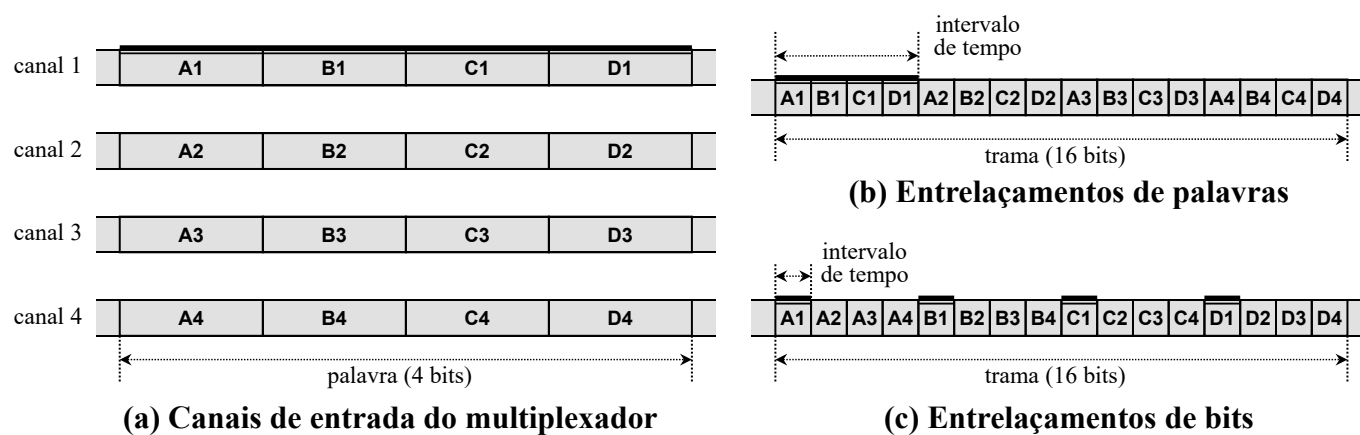 canal 1
A1 B1 C1 D1
canal 2
A2 B2 C2 D2
canal 3
A3 B3 C3 D3
canal 4
A4 B4 C4 D4
palavra (4 bits)
(a) Canais de entrada do multiplexador
intervalo
de tempo
A1 B1 C1 D1 A2 B2 C2 D2 A3 B3 C3 D3 A4 B4 C4 D4
trama (16 bits)
(b) Entrelaçamentos de palavras
intervalo
de tempo
A1 A2 A3 A4 B1 B2 B3 B4 C1 C2 C3 C4 D1 D2 D3 D4
trama (16 bits)
(c) Entrelaçamentos de bits